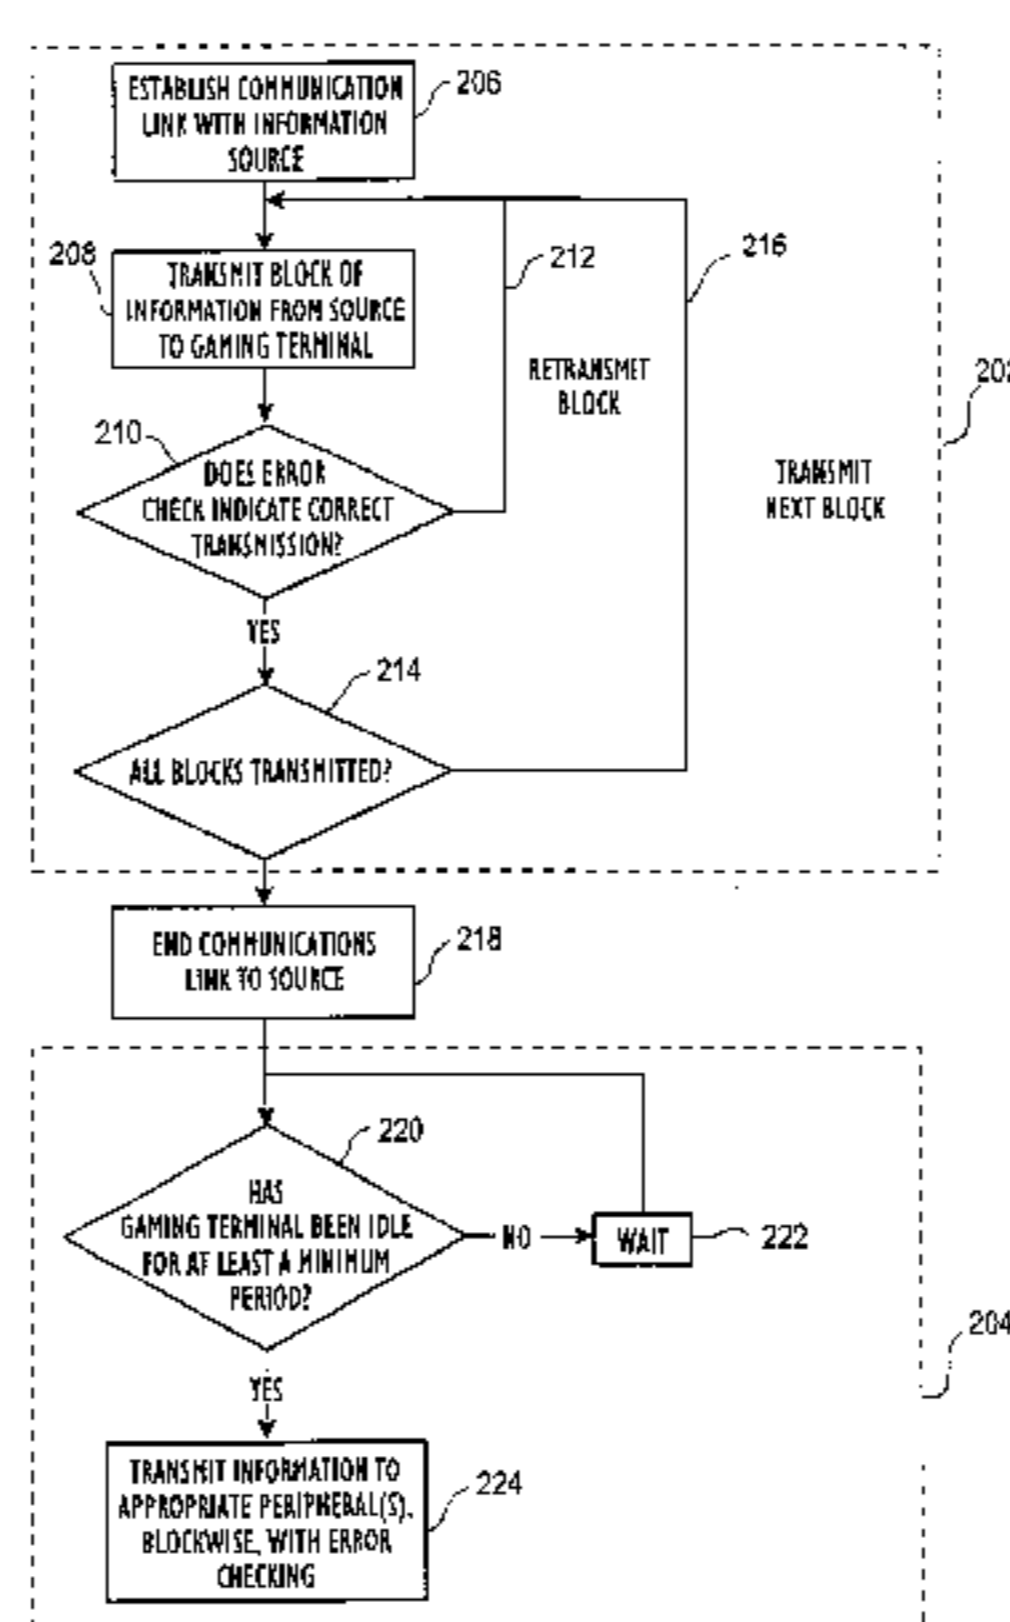 ESTABLISH COMMUNICATION
LINK WITH INFORMATION
SOURCE
206
208
TRANSMIT BLOCK OF
INFORMATION FROM SOURCE
TO GAMING TERMINAL
212
216
RETRANSMIT
BLOCK
202
TRANSMIT
NEXT BLOCK
210
DOES ERROR
CHECK INDICATE CORRECT
TRANSMISSION?
YES
214
ALL BLOCKS TRANSMITTED?
END COMMUNICATIONS
LINK TO SOURCE
218
220
HAS
GAMING TERMINAL BEEN IDLE
FOR AT LEAST A MINIMUM
PERIOD?
NO
WAIT
222
204
YES
TRANSMIT INFORMATION TO
APPROPRIATE PERIPHERAL(S),
BLOCKWISE, WITH ERROR
CHECKING
224